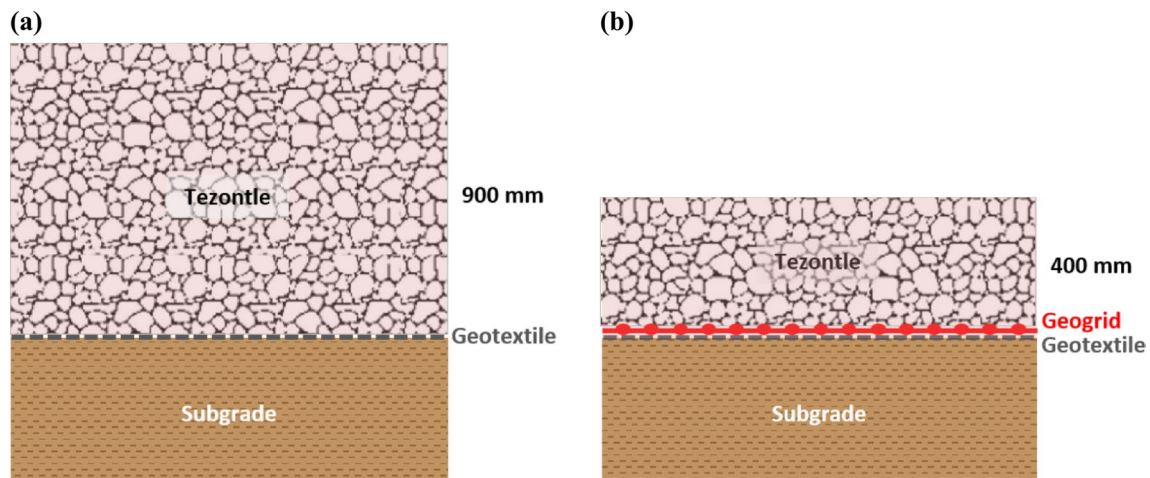 (a)
Tezontle
900 mm
Geotextile
Subgrade
(b)
Tezontle
400 mm
Geogrid
Geotextile
Subgrade